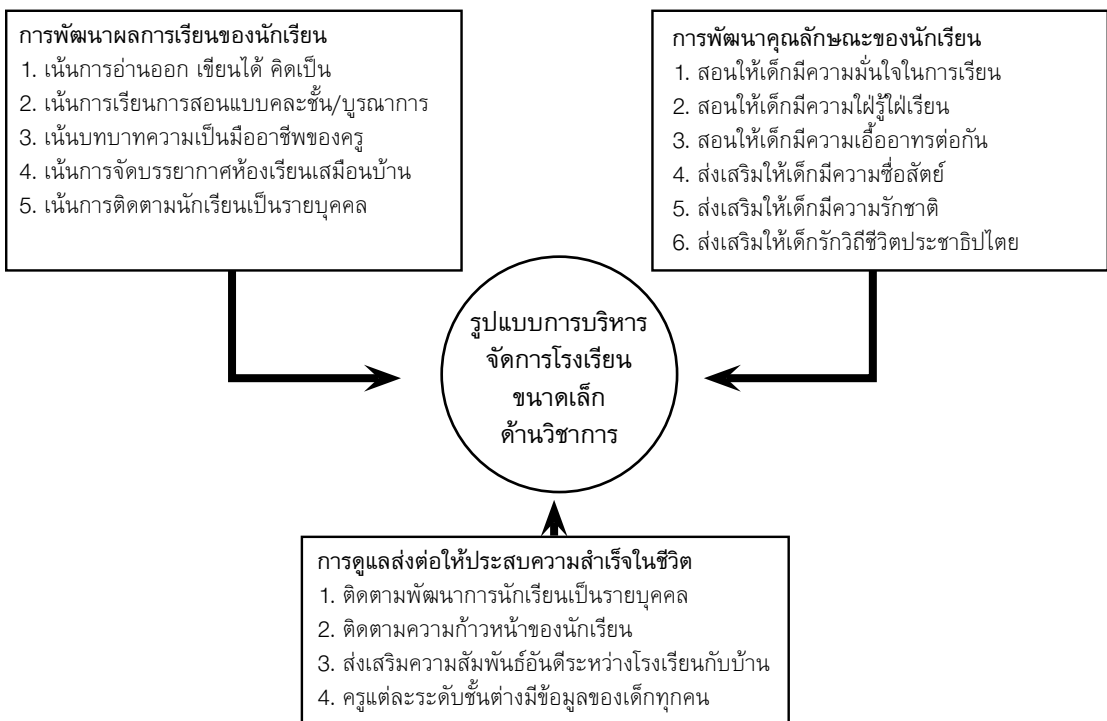 การพัฒนาผลการเรียนของนักเรียน
1. เน้นการอ่านออก เขียนได้ คิดเป็น
2. เน้นการเรียนการสอนแบบคละชั้น/บูรณาการ
3. เน้นบทบาทความเป็นมืออาชีพของครู
4. เน้นการจัดบรรยากาศห้องเรียนเสมือนบ้าน
5. เน้นการติดตามนักเรียนเป็นรายบุคคล
การพัฒนาคุณลักษณะของนักเรียน
1. สอนให้เด็กมีความมั่นใจในการเรียน
2. สอนให้เด็กมีความใฝ่รู้ใฝ่เรียน
3. สอนให้เด็กมีความเอื้ออาทรต่อกัน
4. ส่งเสริมให้เด็กมีความซื่อสัตย์
5. ส่งเสริมให้เด็กมีความรักชาติ
6. ส่งเสริมให้เด็กรักวิถีชีวิตประชาธิปไตย
รูปแบบการบริหาร
จัดการโรงเรียน
ขนาดเล็ก
ด้านวิชาการ
การดูแลส่งต่อให้ประสบความสำเร็จในชีวิต
1. ติดตามพัฒนาการนักเรียนเป็นรายบุคคล
2. ติดตามความก้าวหน้าของนักเรียน
3. ส่งเสริมความสัมพันธ์อันดีระหว่างโรงเรียนกับบ้าน
4. ครูแต่ละระดับชั้นต่างมีข้อมูลของเด็กทุกคน